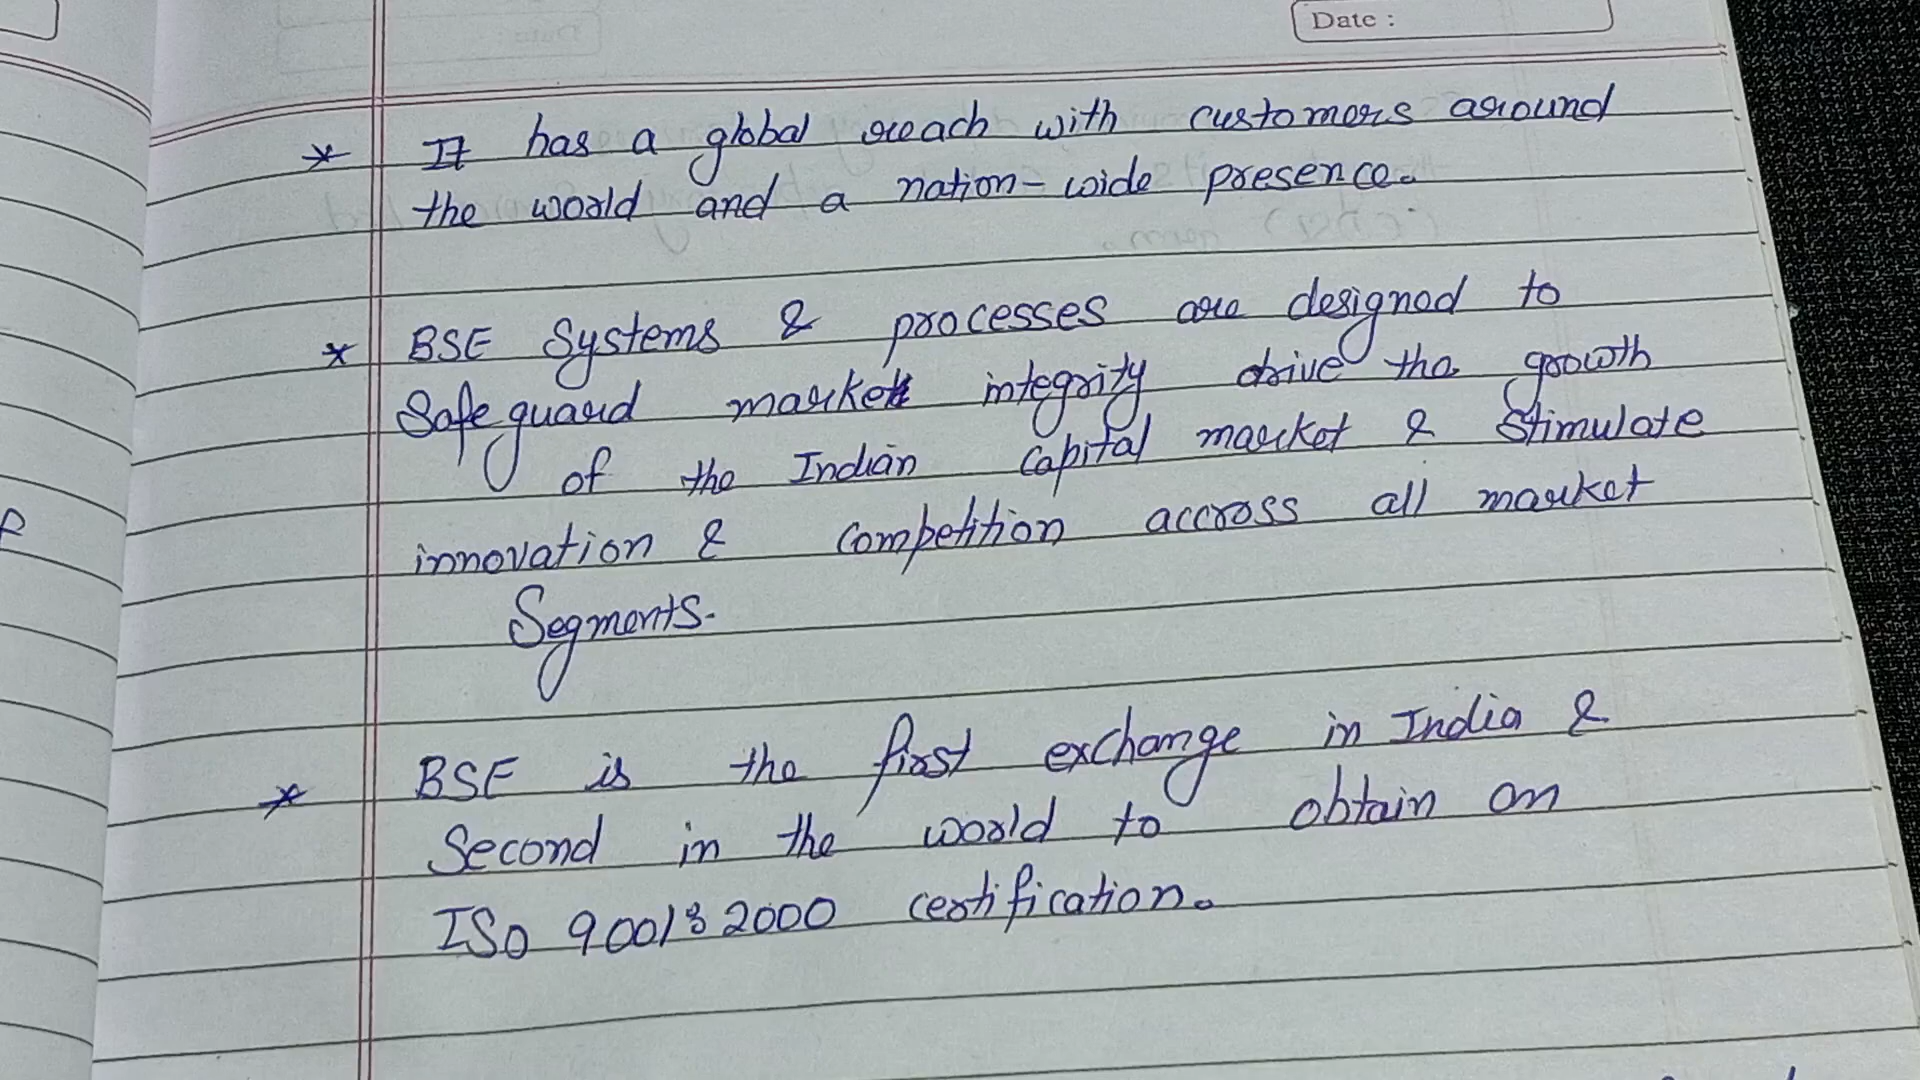 Date :
* It has a global reach with customers around
the world and a nation-wide presence.
* BSE Systems & processes are designed to
Safe guard market integrity drive the growth
of the Indian Capital market & Stimulate
innovation & Competition accross all market
Segments.
* BSE is the first exchange in India &
Second in the world to obtain an
ISO 9001:2000 certification.